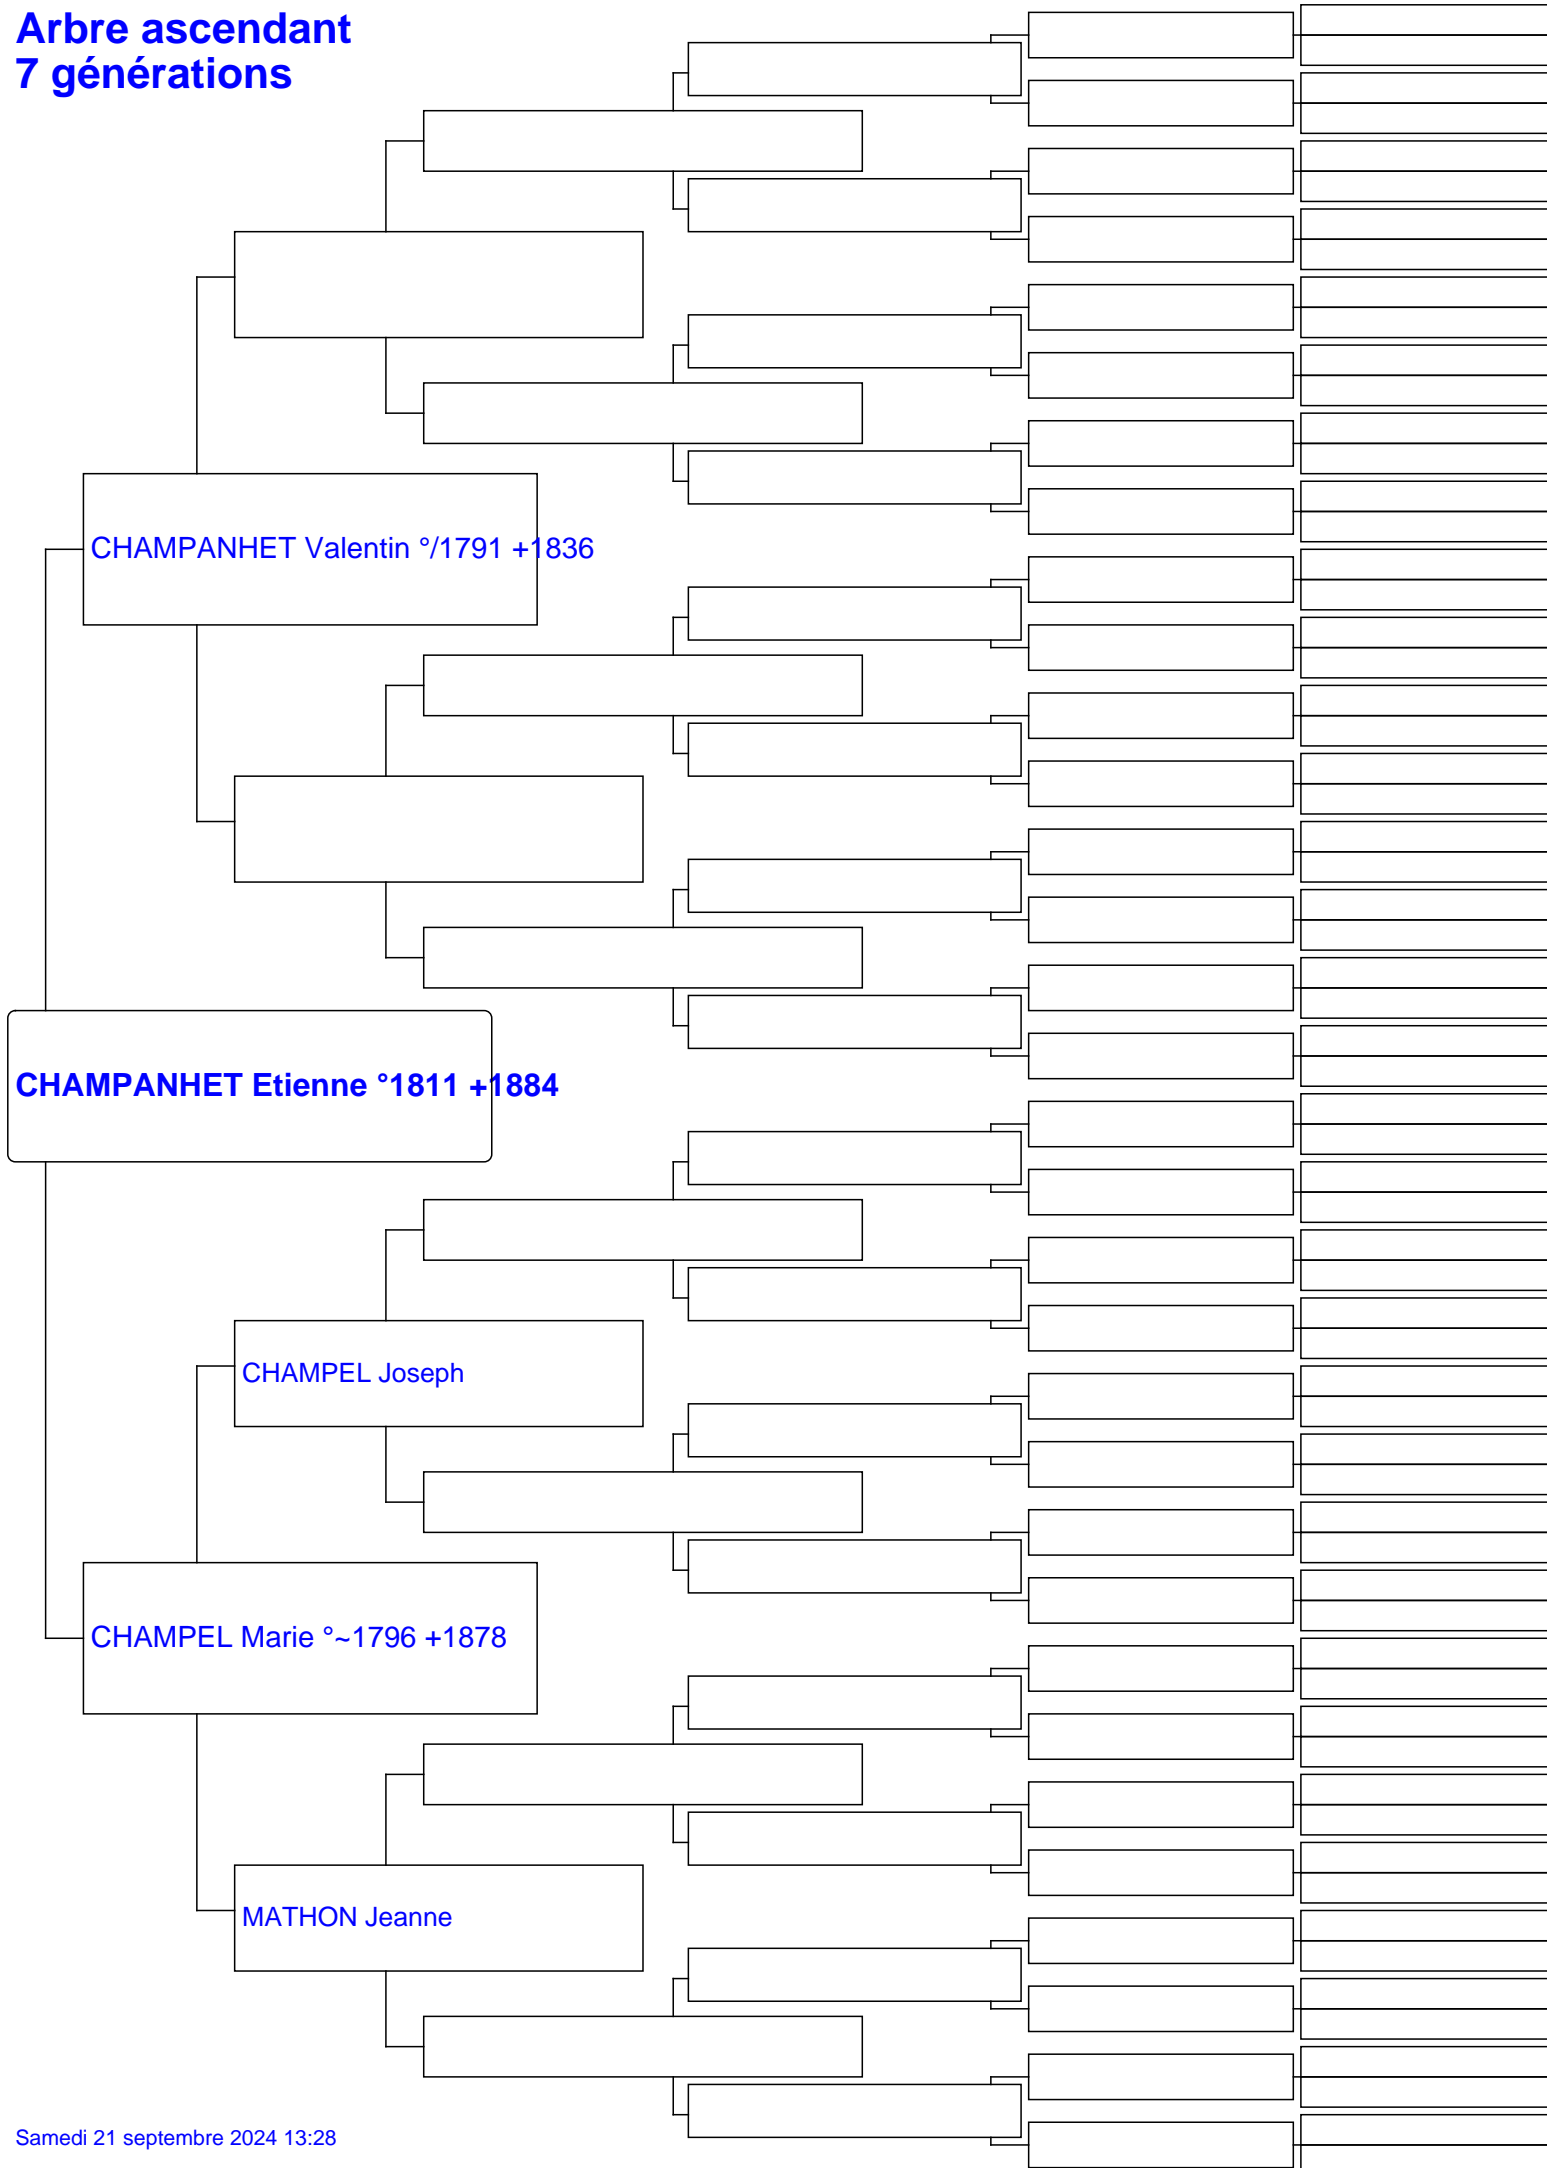 Arbre ascendant
7 générations
CHAMPANHET Valentin °/1791 +1836
CHAMPANHET Etienne °1811 +1884
CHAMPEL Joseph
CHAMPEL Marie °~1796 +1878
MATHON Jeanne
Samedi 21 septembre 2024 13:28